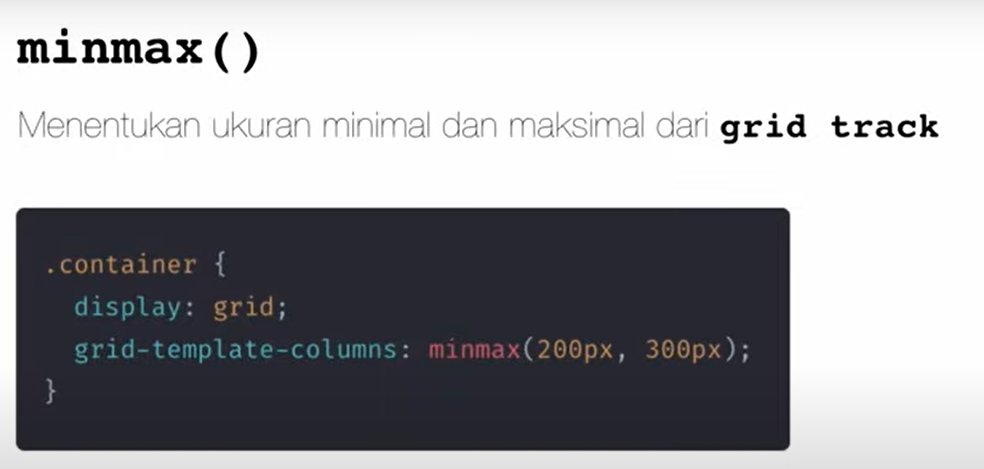 minmax()
Menentukan ukuran minimal dan maksimal dari grid track
.container {
  display: grid;
  grid-template-columns: minmax(200px, 300px);
}